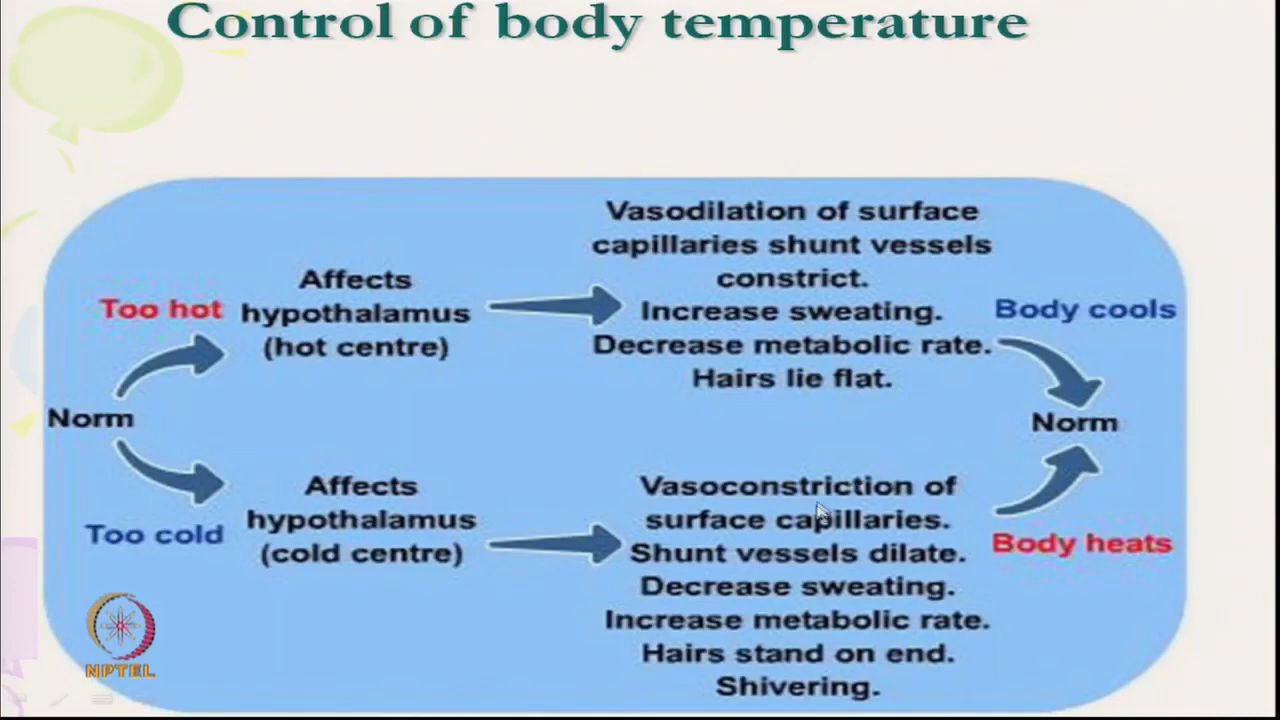 Control of body temperature
Vasodilation of surface
capillaries shunt vessels
constrict.
Increase sweating.
Decrease metabolic rate.
Hairs lie flat.
Affects
hypothalamus
(hot centre)
Too hot
Body cools
Norm
Norm
Affects
hypothalamus
(cold centre)
Too cold
Vasoconstriction of
surface capillaries.
Shunt vessels dilate.
Decrease sweating.
Increase metabolic rate.
Hairs stand on end.
Shivering.
Body heats
NPTEL